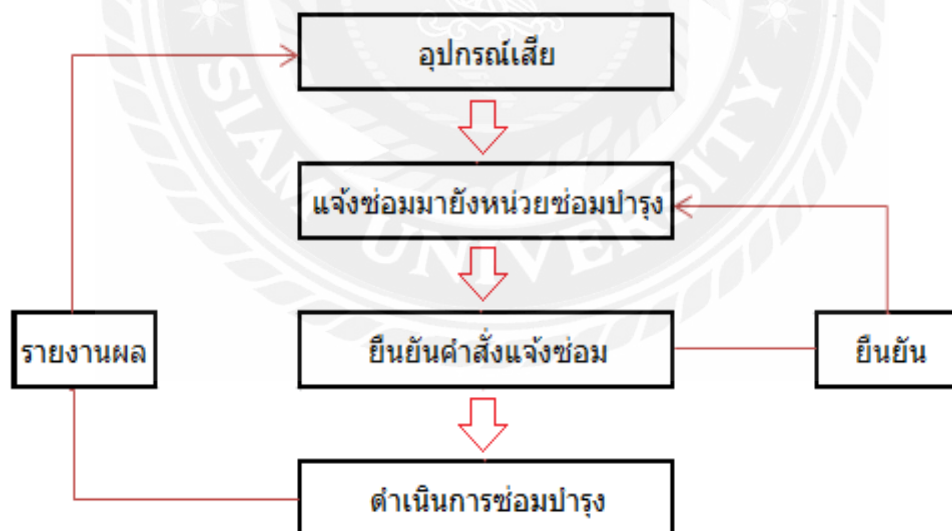 อุปกรณ์เสีย
แจ้งซ่อมมายังหน่วยซ่อมบำรุง
รายงานผล
ยืนยันคำสั่งแจ้งซ่อม
ยืนยัน
ดำเนินการซ่อมบำรุง
SIAM UNIVERSITY